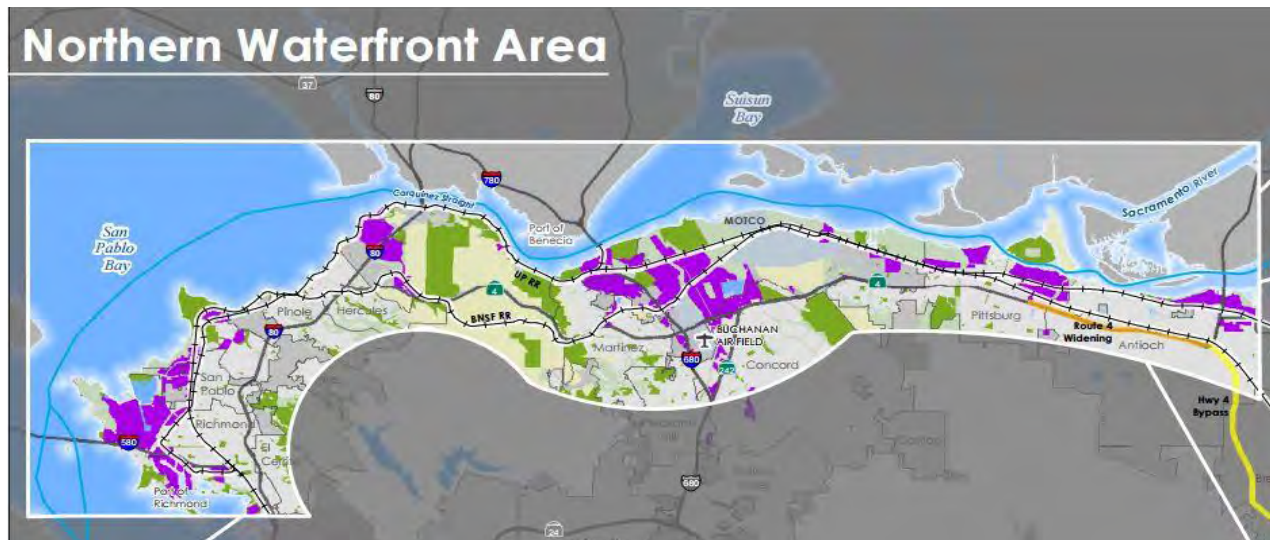 Northern Waterfront Area
37
80
Suisun
Bay
780
Carquinez Straight
Sacramento River
MOTCO
San
Pablo
Bay
Port of
Benecia
80
UP RR
4
4
BNSF RR
Pinole
Hercules
80
Pittsburg
Route 4
Widening
Antioch
BUCHANAN
AIR FIELD
Martinez
680
242
Concord
San
Pablo
Richmond
Hwy 4
Bypass
580
El
Port of
Richmond
680
24